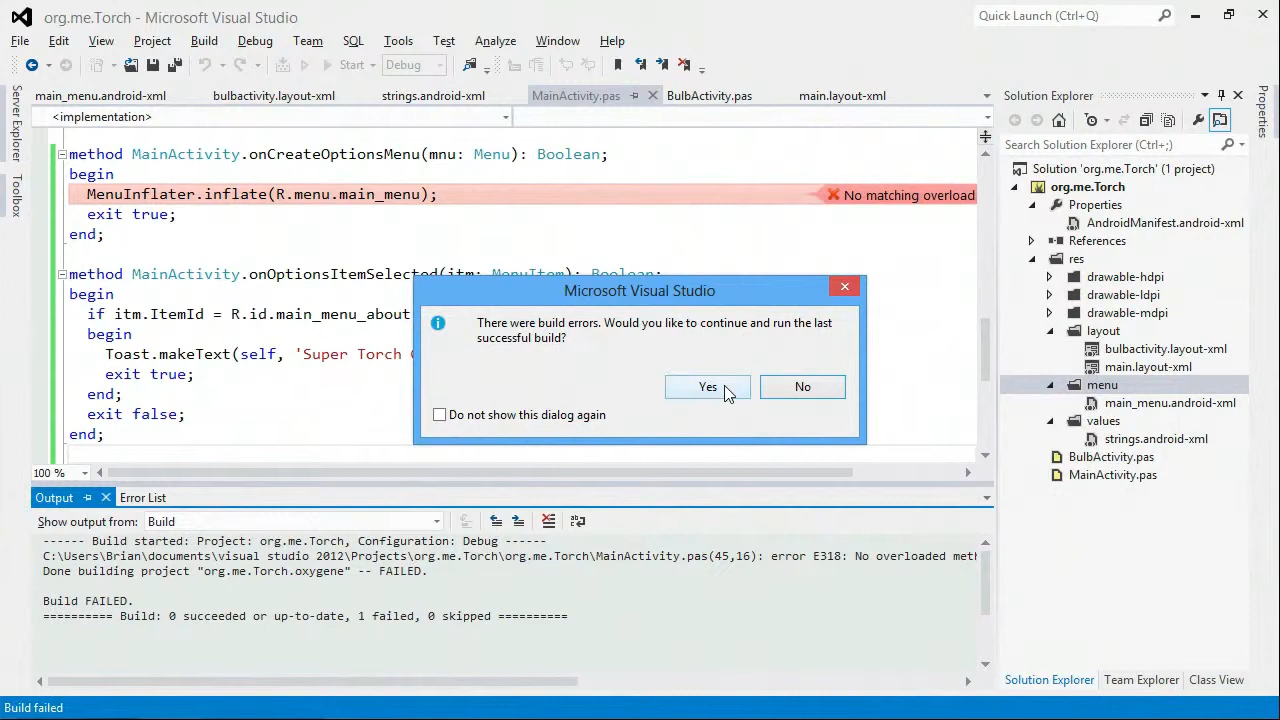 org.me.Torch - Microsoft Visual Studio
Quick Launch (Ctrl+Q)
File Edit View Project Build Debug Team SQL Tools Test Analyze Window Help
Start Debug
Server Explorer
Toolbox
main_menu.android-xml bulbactivity.layout-xml strings.android-xml MainActivity.pas BulbActivity.pas main.layout-xml
<implementation>
method MainActivity.onCreateOptionsMenu(mnu: Menu): Boolean;
begin
MenuInflater.inflate(R.menu.main_menu);
No matching overload
exit true;
end;
method MainActivity.onOptionsItemSelected(itm: MenuItem): Boolean;
begin
if itm.ItemId = R.id.main_menu_about
begin
Toast.makeText(self, 'Super Torch
exit true;
end;
exit false;
end;
100 %
Microsoft Visual Studio
There were build errors. Would you like to continue and run the last
successful build?
Yes No
Do not show this dialog again
Output Error List
Show output from: Build
------ Build started: Project: org.me.Torch, Configuration: Debug ------
C:\Users\Brian\documents\visual studio 2012\Projects\org.me.Torch\org.me.Torch\MainActivity.pas(45,16): error E318: No overloaded meth
Done building project "org.me.Torch.oxygene" -- FAILED.
Build FAILED.
========== Build: 0 succeeded or up-to-date, 1 failed, 0 skipped ==========
Solution Explorer
Search Solution Explorer (Ctrl+;)
Solution 'org.me.Torch' (1 project)
org.me.Torch
Properties
AndroidManifest.android-xml
References
res
drawable-hdpi
drawable-ldpi
drawable-mdpi
layout
bulbactivity.layout-xml
main.layout-xml
menu
main_menu.android-xml
values
strings.android-xml
BulbActivity.pas
MainActivity.pas
Solution Explorer Team Explorer Class View
Properties
Build failed